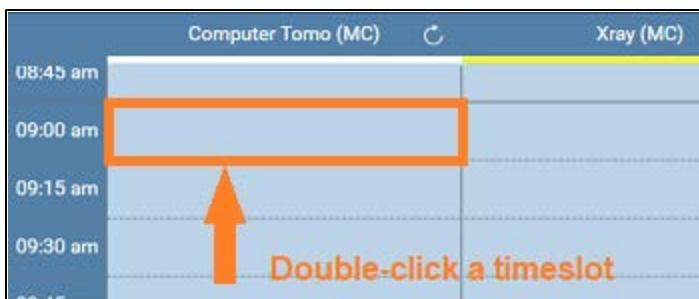 Computer Tomo (MC) Xray (MC)
08:45 am
09:00 am
09:15 am
09:30 am
Double-click a timeslot